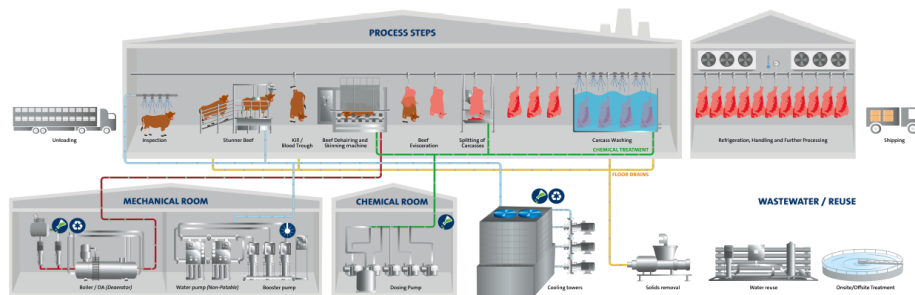 PROCESS STEPS
Unloading
Inspection
Stunner Beef
Kill /
Blood Trough
Beef Dehairing and
Skinning machine
Beef
Evisceration
Splitting of
Carcasses
Carcass Washing
CHEMICAL TREATMENT
Refrigeration, Handling and Further Processing
Shipping
FLOOR DRAINS
MECHANICAL ROOM
CHEMICAL ROOM
WASTEWATER / REUSE
Boiler / DA (Deaerator)
Water pump (Non-Potable)
Booster pump
Dosing Pump
Cooling towers
Solids removal
Water reuse
Onsite/Offsite Treatment